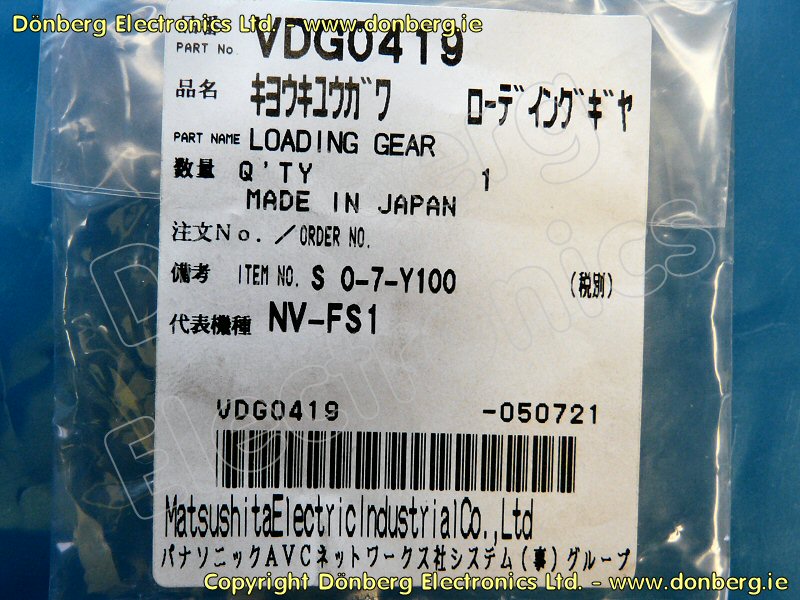 Dönberg Electronics Ltd. - www.donberg.ie
PART No. VDG0419
品名 キヨウキユウガワ ローデイングギヤ
PART NAME LOADING GEAR
数量 Q'TY 1
MADE IN JAPAN
注文No.／ORDER NO.
備考 ITEM NO. S 0-7-Y100 (税別)
代表機種 NV-FS1
VDG0419 -050721
MatsushitaElectricIndustrialCo.,Ltd
パナソニックAVCネットワークス社システム(事)グループ
Copyright Dönberg Electronics Ltd. - www.donberg.ie
Dönberg
Electronics